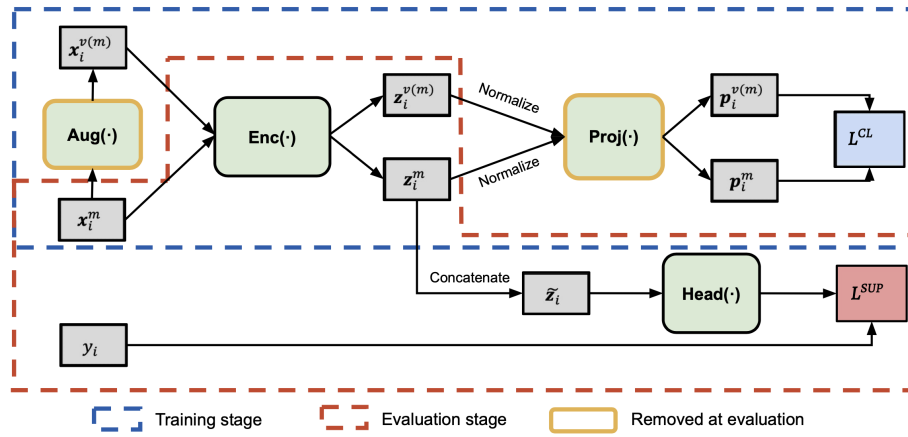 x_i^{v(m)}
Aug(·)
x_i^m
Enc(·)
z_i^{v(m)}
z_i^m
Normalize
Normalize
Proj(·)
p_i^{v(m)}
p_i^m
L^{CL}
Concatenate
z̃_i
Head(·)
L^{SUP}
y_i
Training stage
Evaluation stage
Removed at evaluation